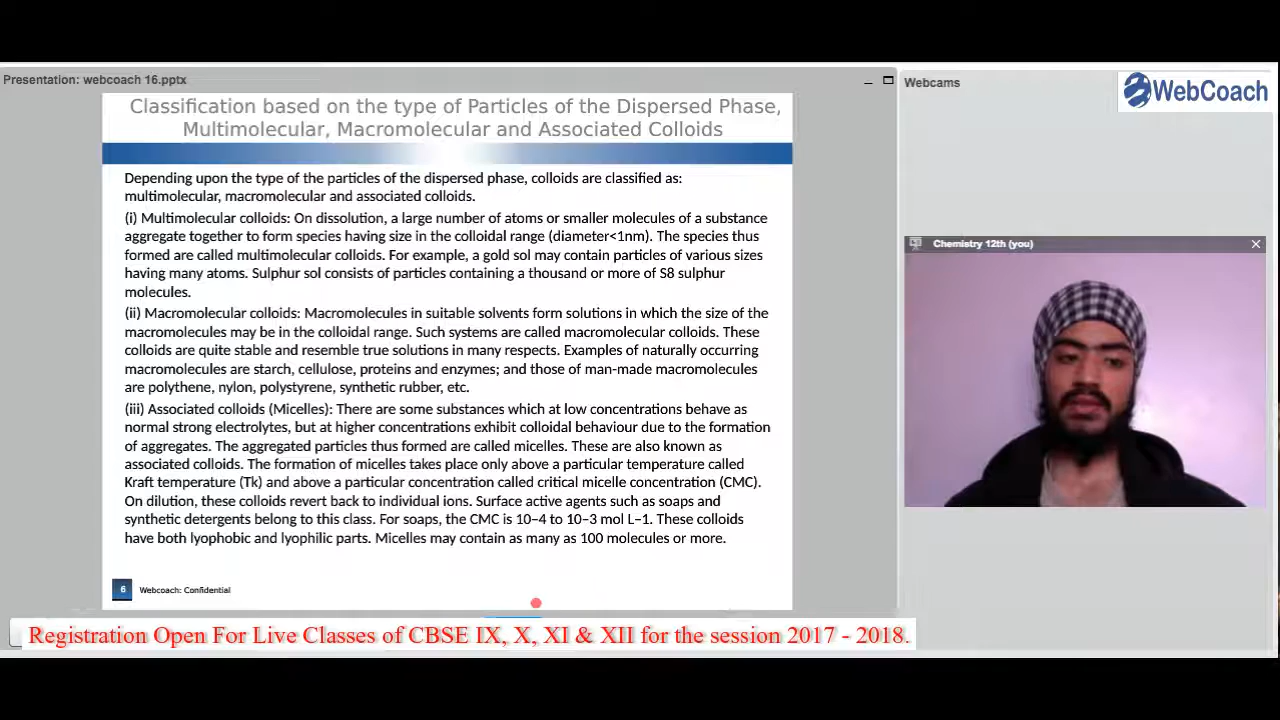 Presentation: webcoach 16.pptx
Webcams
WebCoach
Classification based on the type of Particles of the Dispersed Phase,
Multimolecular, Macromolecular and Associated Colloids
Depending upon the type of the particles of the dispersed phase, colloids are classified as:
multimolecular, macromolecular and associated colloids.
(i) Multimolecular colloids: On dissolution, a large number of atoms or smaller molecules of a substance
aggregate together to form species having size in the colloidal range (diameter<1nm). The species thus
formed are called multimolecular colloids. For example, a gold sol may contain particles of various sizes
having many atoms. Sulphur sol consists of particles containing a thousand or more of S8 sulphur
molecules.
(ii) Macromolecular colloids: Macromolecules in suitable solvents form solutions in which the size of the
macromolecules may be in the colloidal range. Such systems are called macromolecular colloids. These
colloids are quite stable and resemble true solutions in many respects. Examples of naturally occurring
macromolecules are starch, cellulose, proteins and enzymes; and those of man-made macromolecules
are polythene, nylon, polystyrene, synthetic rubber, etc.
(iii) Associated colloids (Micelles): There are some substances which at low concentrations behave as
normal strong electrolytes, but at higher concentrations exhibit colloidal behaviour due to the formation
of aggregates. The aggregated particles thus formed are called micelles. These are also known as
associated colloids. The formation of micelles takes place only above a particular temperature called
Kraft temperature (Tk) and above a particular concentration called critical micelle concentration (CMC).
On dilution, these colloids revert back to individual ions. Surface active agents such as soaps and
synthetic detergents belong to this class. For soaps, the CMC is 10–4 to 10–3 mol L–1. These colloids
have both lyophobic and lyophilic parts. Micelles may contain as many as 100 molecules or more.
6
Webcoach: Confidential
Chemistry 12th (you)
Registration Open For Live Classes of CBSE IX, X, XI & XII for the session 2017 - 2018.